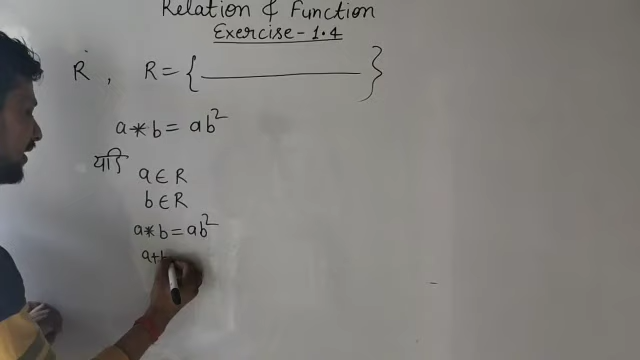 Relation & Function
Exercise-1.4
R , R = { ———— }
a * b = ab²
यदि
a ∈ R
b ∈ R
a * b = ab²
a+b